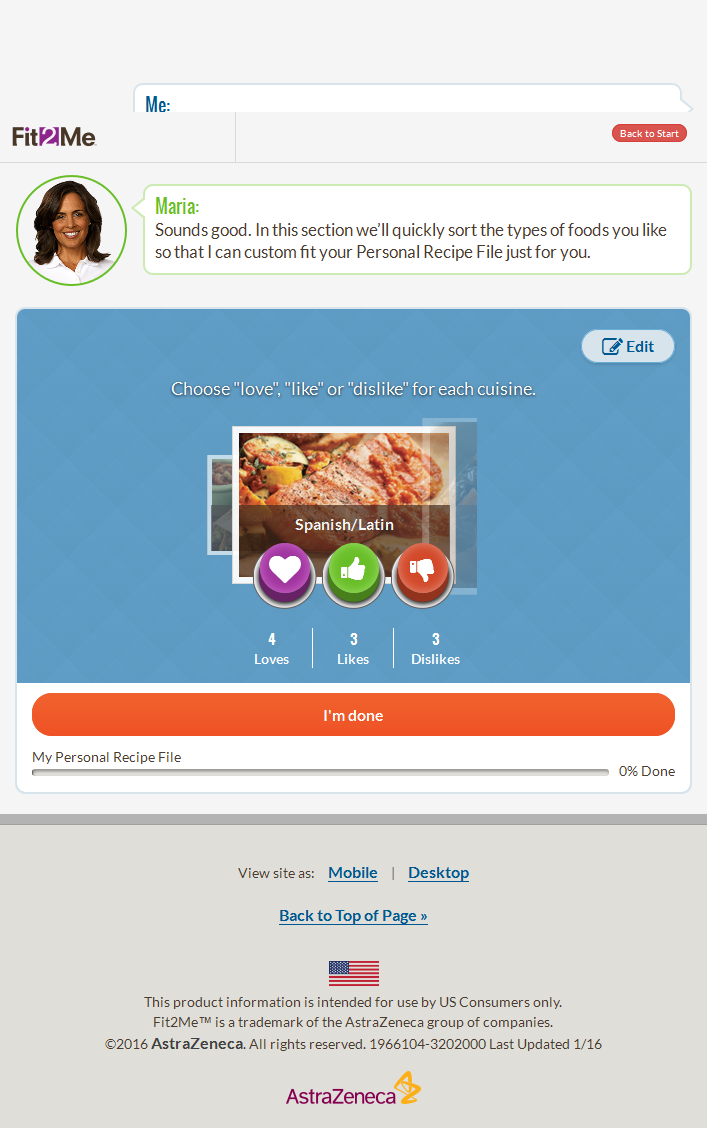 Me:
Fit2Me
Back to Start
Maria:
Sounds good. In this section we'll quickly sort the types of foods you like
so that I can custom fit your Personal Recipe File just for you.
Edit
Choose "love", "like" or "dislike" for each cuisine.
Spanish/Latin
4
Loves
3
Likes
3
Dislikes
I'm done
My Personal Recipe File
0% Done
View site as: Mobile | Desktop
Back to Top of Page »
This product information is intended for use by US Consumers only.
Fit2Me™ is a trademark of the AstraZeneca group of companies.
©2016 AstraZeneca. All rights reserved. 1966104-3202000 Last Updated 1/16
AstraZeneca